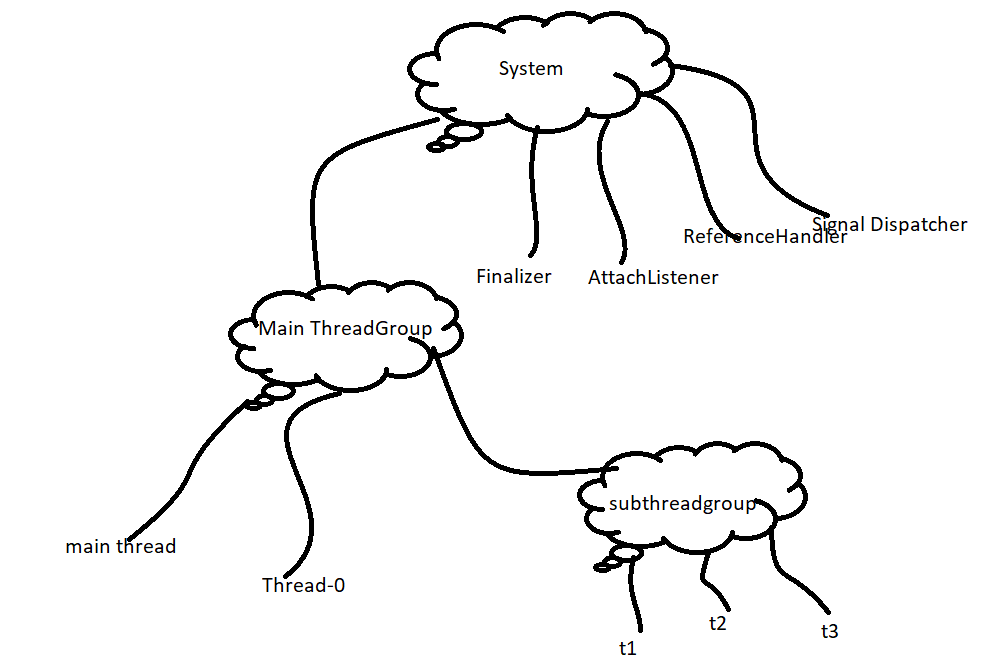 System
Signal Dispatcher
ReferenceHandler
Finalizer
AttachListener
Main ThreadGroup
subthreadgroup
main thread
Thread-0
t1
t2
t3